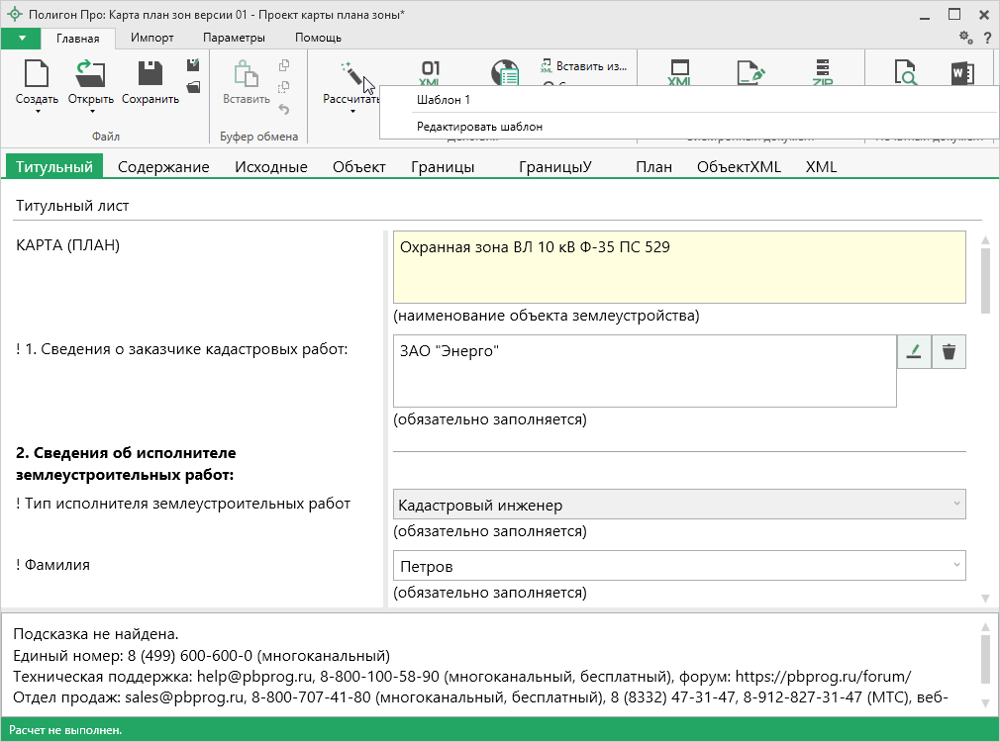 Полигон Про: Карта план зон версии 01 - Проект карты плана зоны*
Главная Импорт Параметры Помощь ?
Создать Открыть Сохранить Вставить Рассчитать 01 XML Вставить из... XML ZIP W
Файл Буфер обмена
Шаблон 1
Редактировать шаблон
Титульный Содержание Исходные Объект Границы ГраницыУ План ОбъектXML XML
Титульный лист
КАРТА (ПЛАН)
Охранная зона ВЛ 10 кВ Ф-35 ПС 529
(наименование объекта землеустройства)
! 1. Сведения о заказчике кадастровых работ:
ЗАО "Энерго"
(обязательно заполняется)
2. Сведения об исполнителе
землеустроительных работ:
! Тип исполнителя землеустроительных работ
Кадастровый инженер
(обязательно заполняется)
! Фамилия
Петров
(обязательно заполняется)
Подсказка не найдена.
Единый номер: 8 (499) 600-600-0 (многоканальный)
Техническая поддержка: help@pbprog.ru, 8-800-100-58-90 (многоканальный, бесплатный), форум: https://pbprog.ru/forum/
Отдел продаж: sales@pbprog.ru, 8-800-707-41-80 (многоканальный, бесплатный), 8 (8332) 47-31-47, 8-912-827-31-47 (МТС), веб-
Расчет не выполнен.